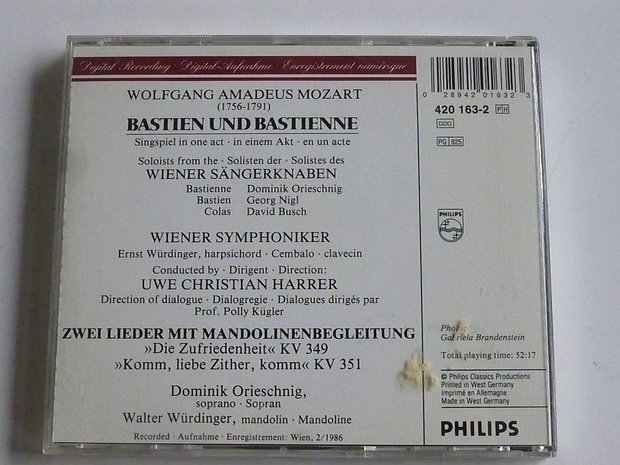 Digital Recording · Digital-Aufnahme · Enregistrement numérique
WOLFGANG AMADEUS MOZART
(1756-1791)
BASTIEN UND BASTIENNE
Singspiel in one act · in einem Akt · en un acte
Soloists from the · Solisten der · Solistes des
WIENER SÄNGERKNABEN
Bastienne Dominik Orieschnig
Bastien Georg Nigl
Colas David Busch
WIENER SYMPHONIKER
Ernst Würdinger, harpsichord · Cembalo · clavecin
Conducted by · Dirigent · Direction:
UWE CHRISTIAN HARRER
Direction of dialogue · Dialogregie · Dialogues dirigés par
Prof. Polly Kügler
ZWEI LIEDER MIT MANDOLINENBEGLEITUNG
»Die Zufriedenheit« KV 349
»Komm, liebe Zither, komm« KV 351
Dominik Orieschnig,
soprano · Sopran
Walter Würdinger, mandolin · Mandoline
Recorded · Aufnahme · Enregistrement: Wien, 2/1986
0 28942 01632 3
420 163-2 PH
DDD
PG 925
PHILIPS
Gabriela Brandenstein
Total playing time: 52:17
℗ Philips Classics Productions
Printed in West Germany
Imprimé en Allemagne
Made in West Germany
PHILIPS